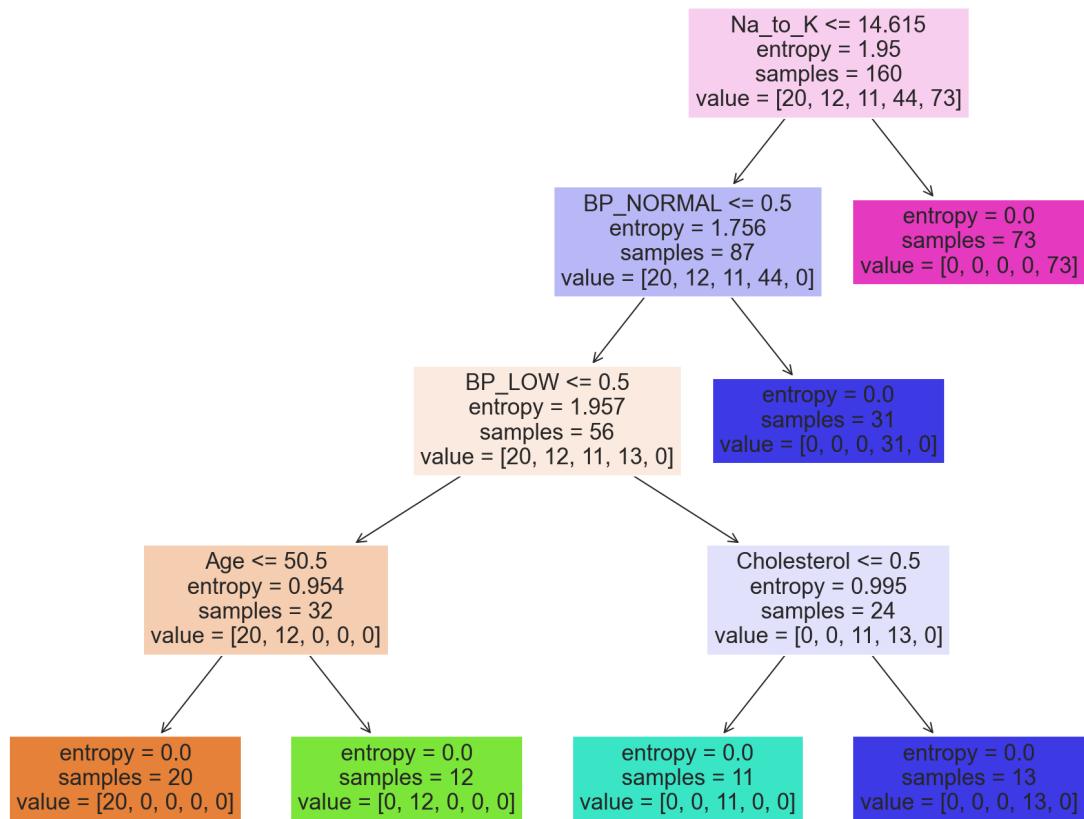 Na_to_K <= 14.615
entropy = 1.95
samples = 160
value = [20, 12, 11, 44, 73]
BP_NORMAL <= 0.5
entropy = 1.756
samples = 87
value = [20, 12, 11, 44, 0]
entropy = 0.0
samples = 73
value = [0, 0, 0, 0, 73]
BP_LOW <= 0.5
entropy = 1.957
samples = 56
value = [20, 12, 11, 13, 0]
entropy = 0.0
samples = 31
value = [0, 0, 0, 31, 0]
Age <= 50.5
entropy = 0.954
samples = 32
value = [20, 12, 0, 0, 0]
Cholesterol <= 0.5
entropy = 0.995
samples = 24
value = [0, 0, 11, 13, 0]
entropy = 0.0
samples = 20
value = [20, 0, 0, 0, 0]
entropy = 0.0
samples = 12
value = [0, 12, 0, 0, 0]
entropy = 0.0
samples = 11
value = [0, 0, 11, 0, 0]
entropy = 0.0
samples = 13
value = [0, 0, 0, 13, 0]